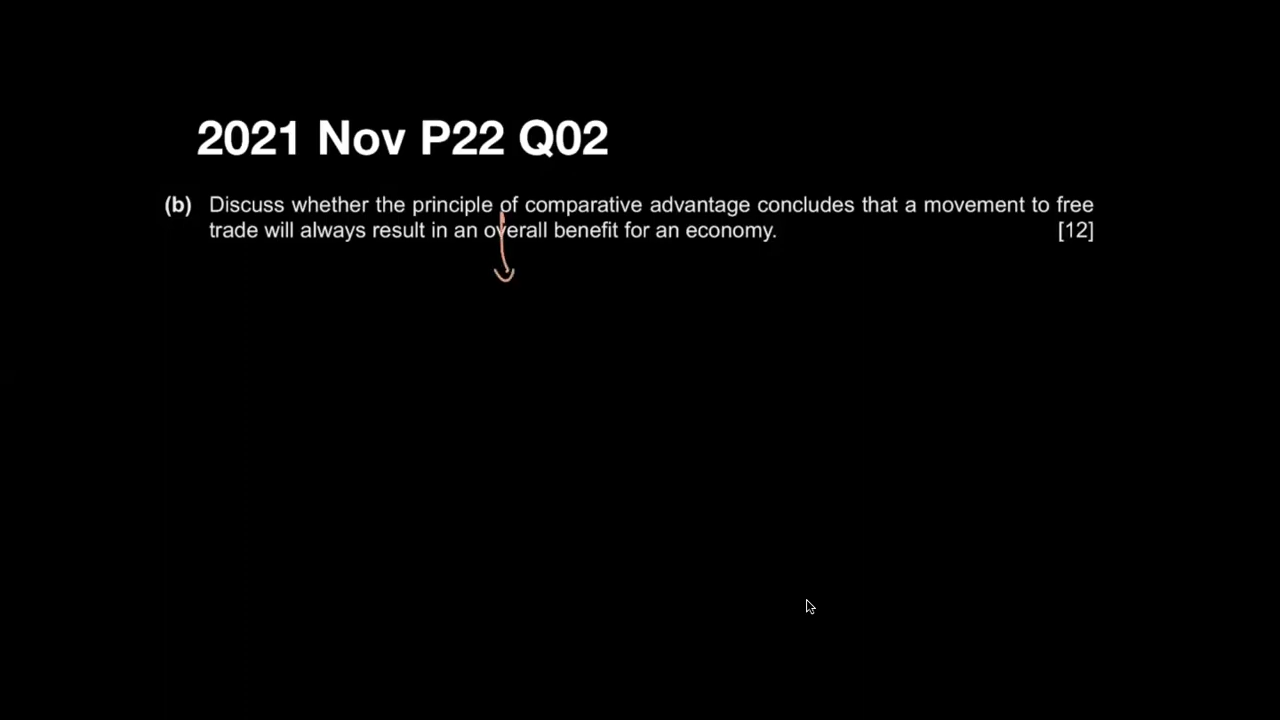 2021 Nov P22 Q02
(b) Discuss whether the principle of comparative advantage concludes that a movement to free
trade will always result in an overall benefit for an economy. [12]